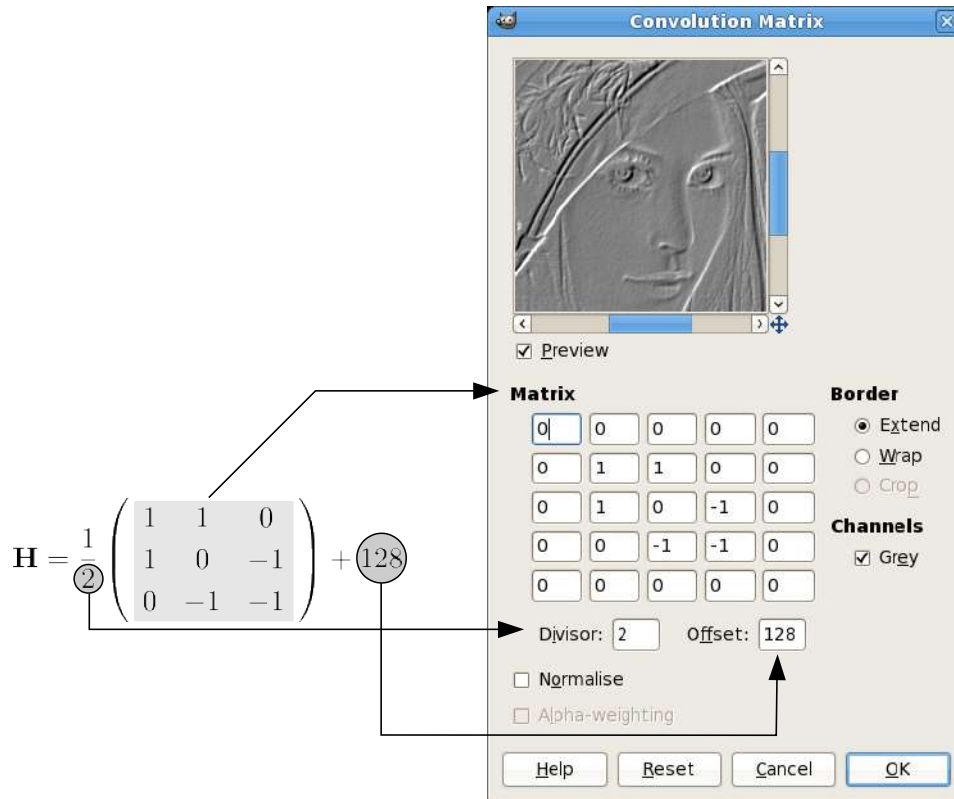 Convolution Matrix
Preview
Matrix
0 0 0 0 0
0 1 1 0 0
0 1 0 -1 0
0 0 -1 -1 0
0 0 0 0 0
Border
Extend
Wrap
Crop
Channels
Grey
Divisor: 2 Offset: 128
Normalise
Alpha-weighting
Help Reset Cancel OK
1 1 0
H = 1/2 ( 1 0 −1 ) + 128
0 −1 −1